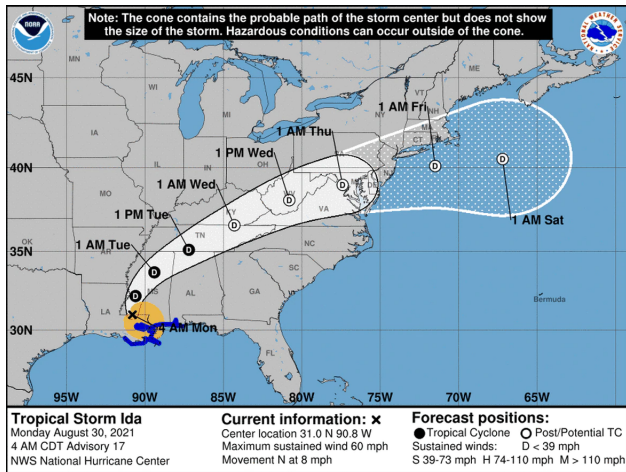 Note: The cone contains the probable path of the storm center but does not show
the size of the storm. Hazardous conditions can occur outside of the cone.
NOAA
NATIONAL WEATHER SERVICE
MN
ME
45N
WI
VT
NH
MI
NY
1 AM Fri
MA
CT
IA
1 AM Thu
40N
IL
IN
OH
1 PM Wed
NJ
DE
MO
1 AM Wed
WV
VA
KY
1 AM Sat
1 PM Tue
TN
NC
35N
OK
AR
1 AM Tue
SC
MS
AL
GA
LA
Bermuda
4 AM Mon
30N
FL
95W
90W
85W
80W
75W
70W
65W
D
D
D
D
D
D
D
D
Tropical Storm Ida
Monday August 30, 2021
4 AM CDT Advisory 17
NWS National Hurricane Center
Current information: ✖
Center location 31.0 N 90.8 W
Maximum sustained wind 60 mph
Movement N at 8 mph
Forecast positions:
● Tropical Cyclone ○ Post/Potential TC
Sustained winds: D < 39 mph
S 39-73 mph H 74-110 mph M > 110 mph